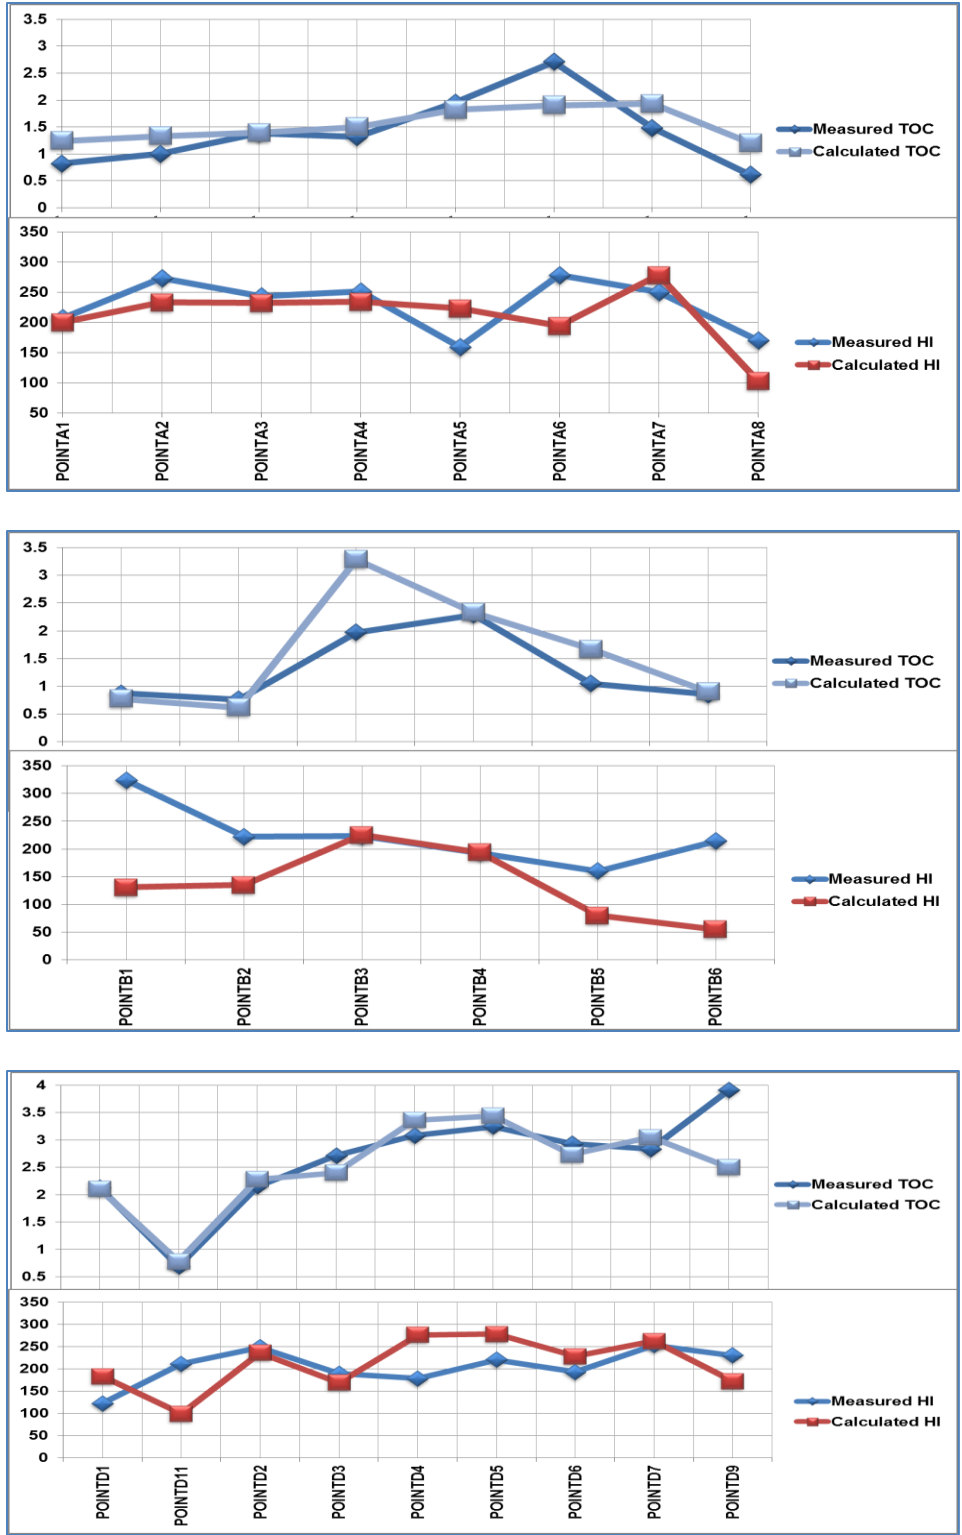 3.5
3
2.5
2
1.5
1
0.5
0
Measured TOC
Calculated TOC
350
300
250
200
150
100
50
Measured HI
Calculated HI
POINTA1
POINTA2
POINTA3
POINTA4
POINTA5
POINTA6
POINTA7
POINTA8
3.5
3
2.5
2
1.5
1
0.5
0
Measured TOC
Calculated TOC
350
300
250
200
150
100
50
0
Measured HI
Calculated HI
POINTB1
POINTB2
POINTB3
POINTB4
POINTB5
POINTB6
4
3.5
3
2.5
2
1.5
1
0.5
Measured TOC
Calculated TOC
350
300
250
200
150
100
50
0
Measured HI
Calculated HI
POINTD1
POINTD11
POINTD2
POINTD3
POINTD4
POINTD5
POINTD6
POINTD7
POINTD9